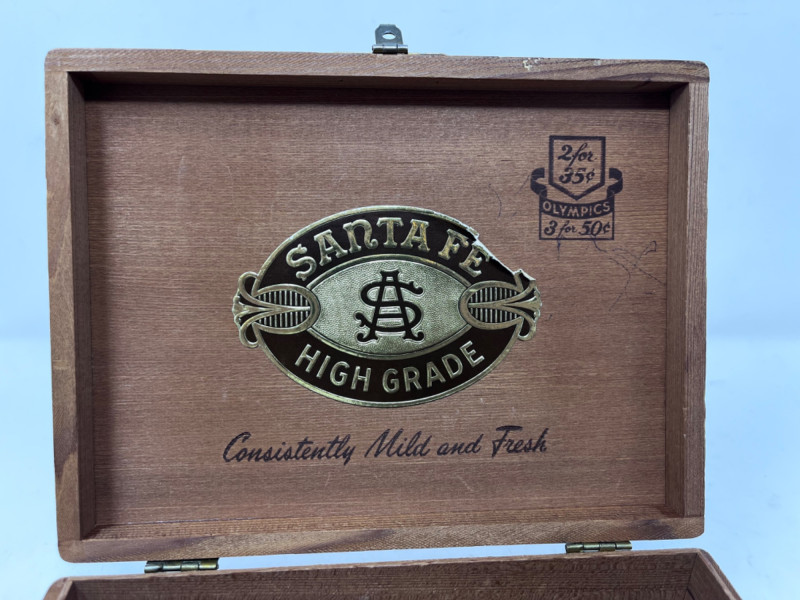 2 for
35¢
OLYMPICS
3 for 50¢
SANTA FE
SA
HIGH GRADE
Consistently Mild and Fresh